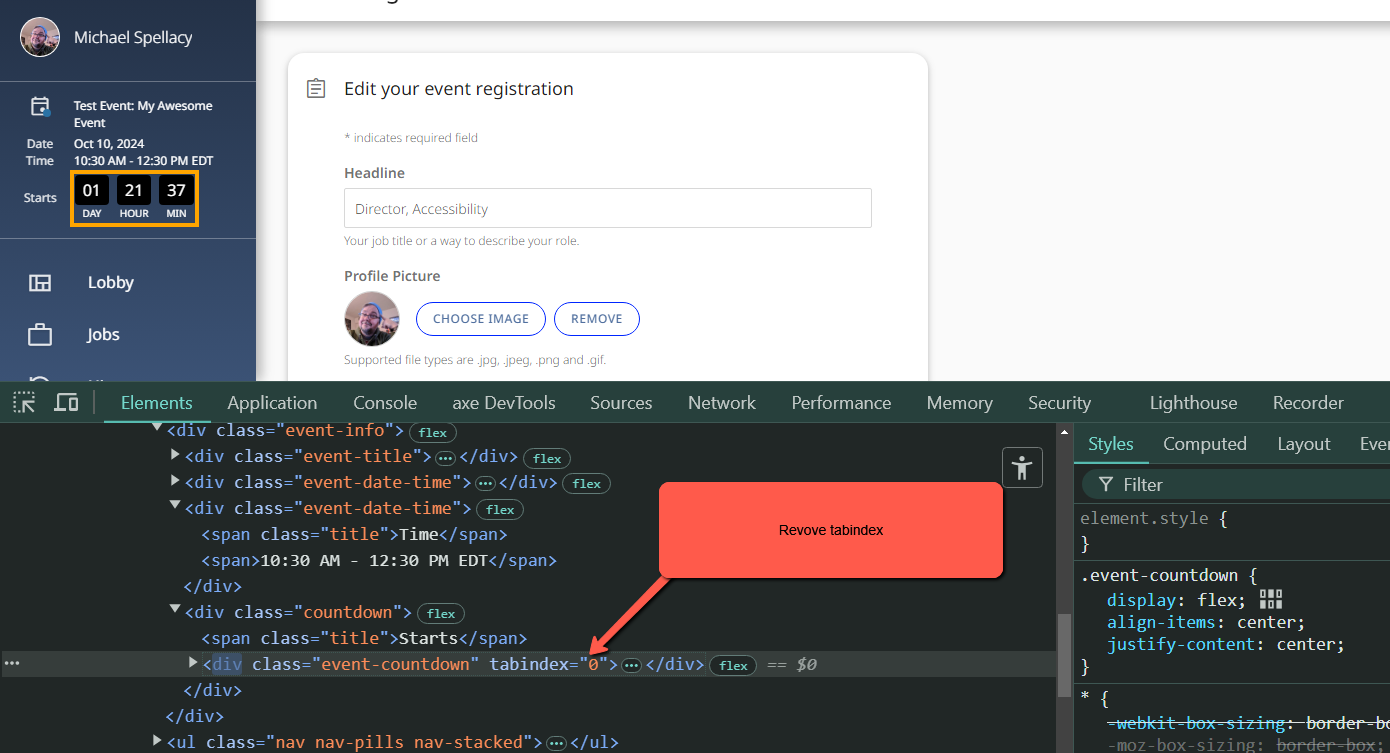 Michael Spellacy
Test Event: My Awesome
Event
Date Oct 10, 2024
Time 10:30 AM - 12:30 PM EDT
Starts 01 21 37
DAY HOUR MIN
Lobby
Jobs
Edit your event registration
* indicates required field
Headline
Director, Accessibility
Your job title or a way to describe your role.
Profile Picture
CHOOSE IMAGE REMOVE
Supported file types are .jpg, .jpeg, .png and .gif.
Elements Application Console axe DevTools Sources Network Performance Memory Security Lighthouse Recorder
<div class="event-info"> flex
<div class="event-title"> ••• </div> flex
<div class="event-date-time"> ••• </div> flex
<div class="event-date-time"> flex
<span class="title">Time</span>
<span>10:30 AM - 12:30 PM EDT</span>
</div>
<div class="countdown"> flex
<span class="title">Starts</span>
••• <div class="event-countdown" tabindex="0"> ••• </div> flex == $0
</div>
</div>
<ul class="nav nav-pills nav-stacked"> ••• </ul>
Revove tabindex
Styles Computed Layout Ever
Filter
element.style {
}
.event-countdown {
display: flex;
align-items: center;
justify-content: center;
}
* {
-webkit-box-sizing: border-bo
-moz-box-sizing: border-box;